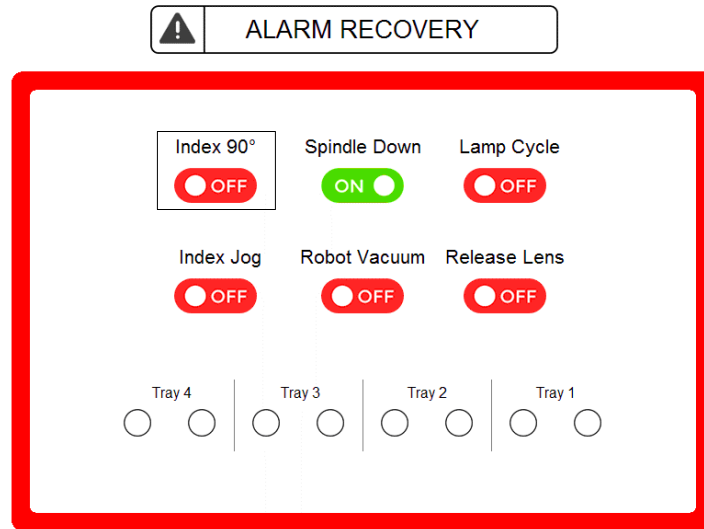 ALARM RECOVERY
Index 90° Spindle Down Lamp Cycle
OFF ON OFF
Index Jog Robot Vacuum Release Lens
OFF OFF OFF
Tray 4 Tray 3 Tray 2 Tray 1